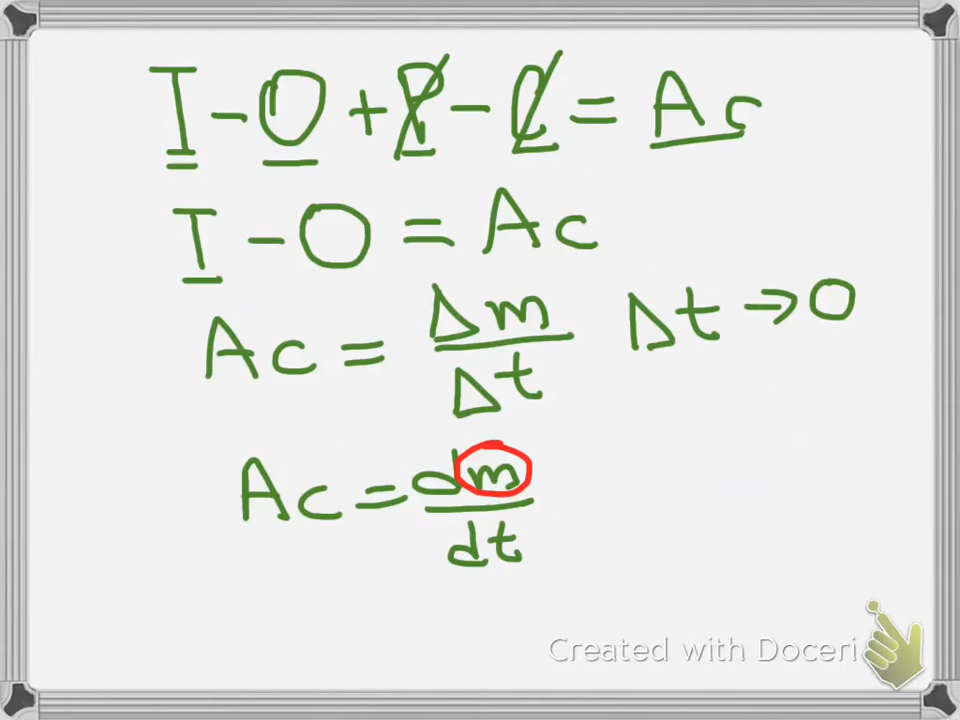 I - O + P - C = Ac
I - O = Ac
Ac = Δm/Δt Δt → 0
Ac = dm/dt
Created with Doceri